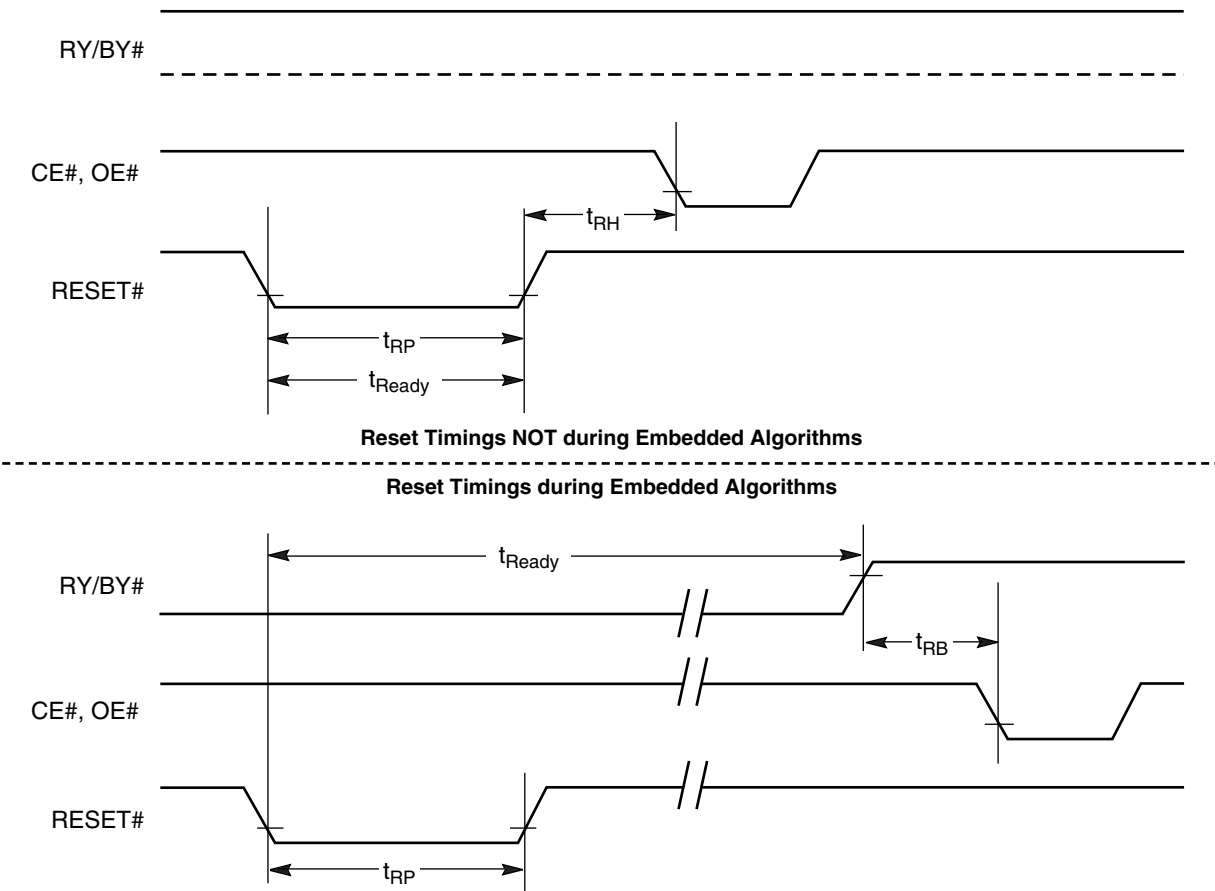 RY/BY#
CE#, OE#
tRH
RESET#
tRP
tReady
Reset Timings NOT during Embedded Algorithms
Reset Timings during Embedded Algorithms
tReady
RY/BY#
tRB
CE#, OE#
RESET#
tRP